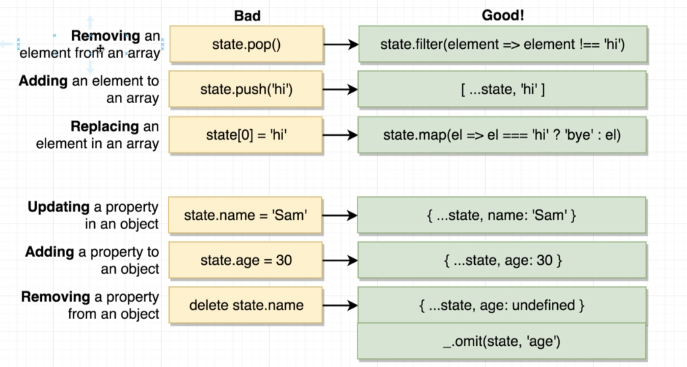 Bad
Good!
Removing an
element from an array
state.pop()
state.filter(element => element !== 'hi')
Adding an element to
an array
state.push('hi')
[ ...state, 'hi' ]
Replacing an
element in an array
state[0] = 'hi'
state.map(el => el === 'hi' ? 'bye' : el)
Updating a property
in an object
state.name = 'Sam'
{ ...state, name: 'Sam' }
Adding a property to
an object
state.age = 30
{ ...state, age: 30 }
Removing a property
from an object
delete state.name
{ ...state, age: undefined }
_.omit(state, 'age')